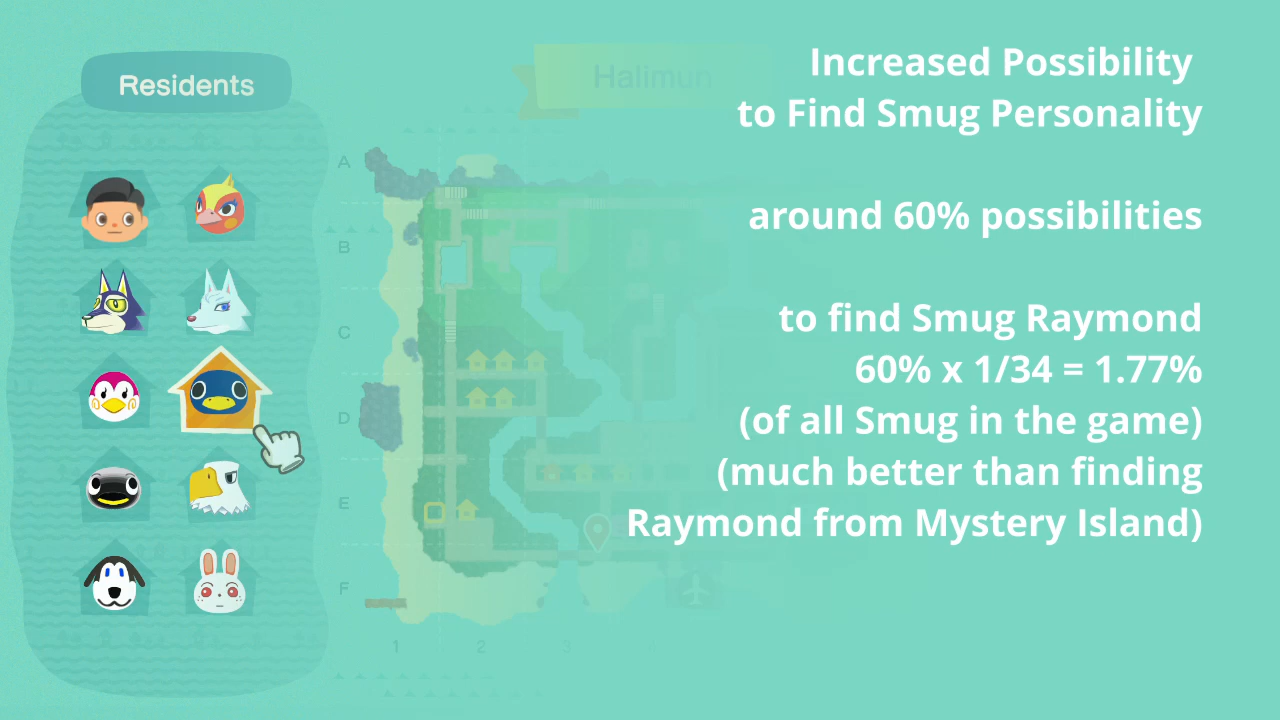 Residents
Halimun
Increased Possibility
to Find Smug Personality
around 60% possibilities
to find Smug Raymond
60% x 1/34 = 1.77%
(of all Smug in the game)
(much better than finding
Raymond from Mystery Island)
A
B
C
D
E
F
1
2
3
4